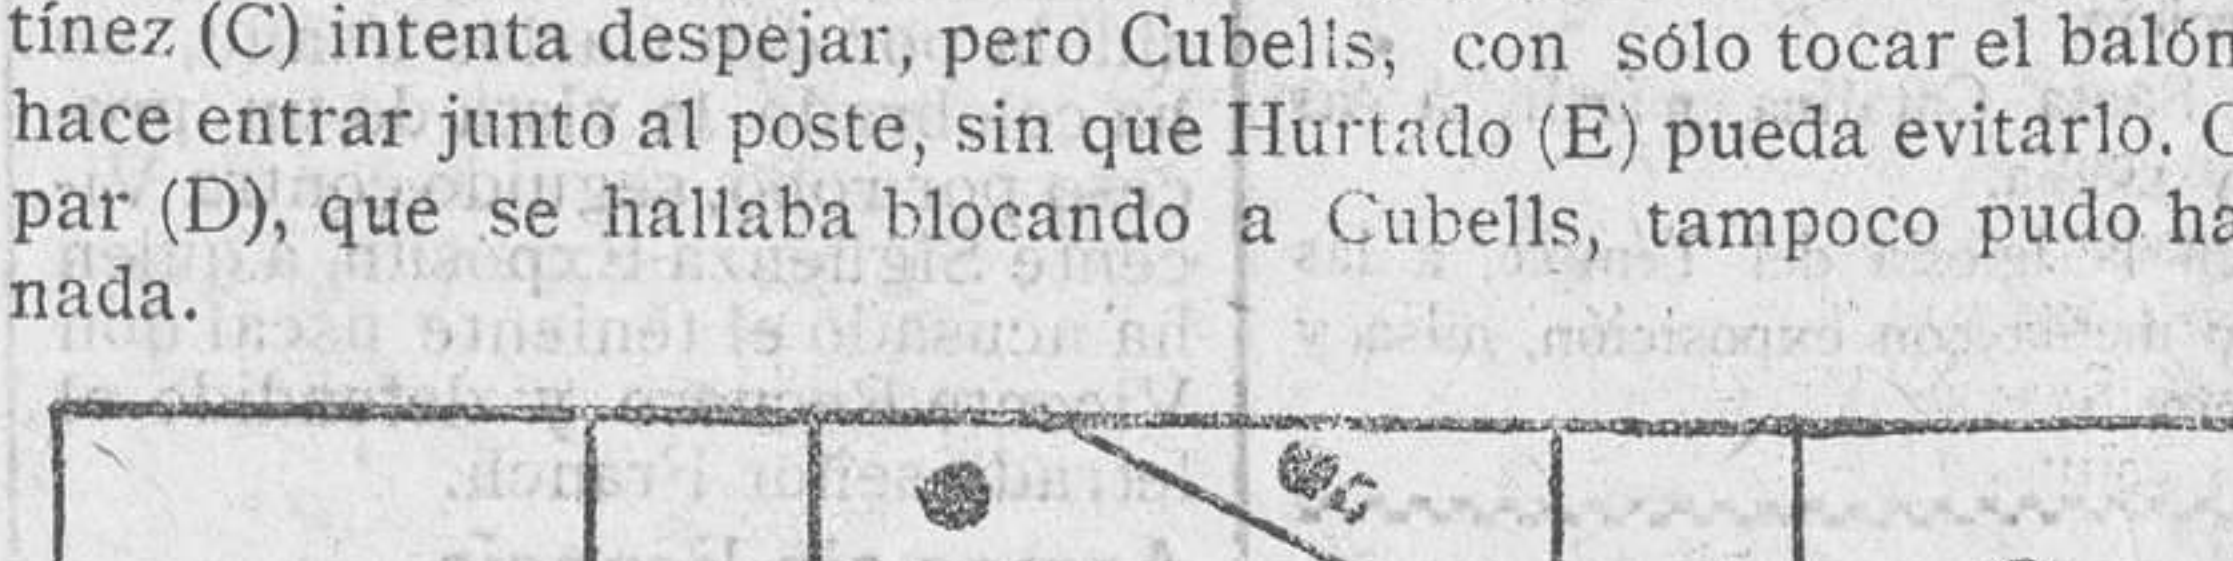 tínez (C) intenta despejar, pero Cubells, con sólo tocar el balón
hace entrar junto al poste, sin que Hurtado (E) pueda evitarlo.
par (D), que se hallaba blocando a Cubells, tampoco pudo ha
nada.